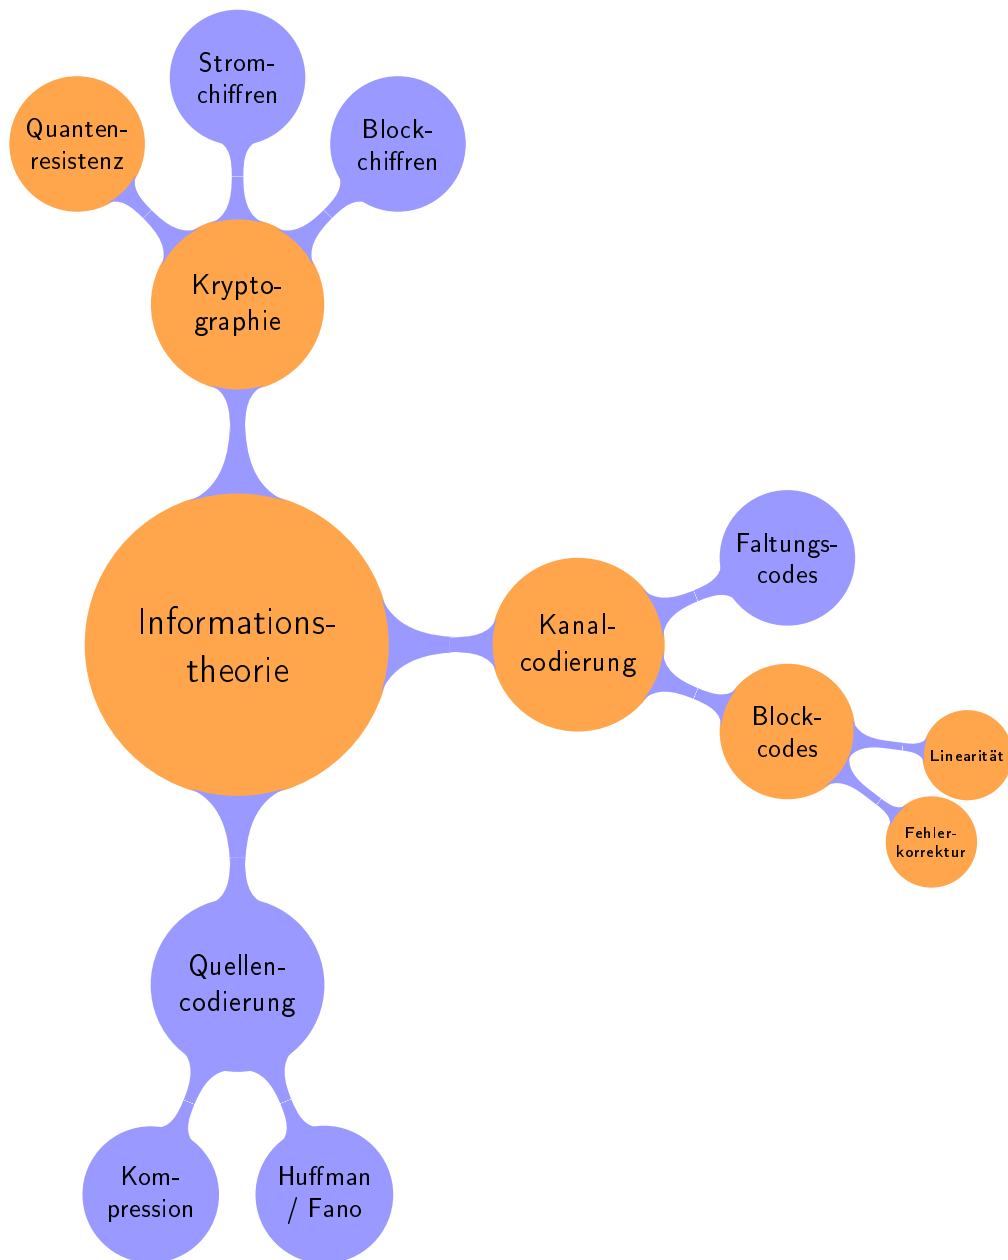 Strom-
chiffren
Quanten-
resistenz
Block-
chiffren
Krypto-
graphie
Informations-
theorie
Kanal-
codierung
Faltungs-
codes
Block-
codes
Linearität
Fehler-
korrektur
Quellen-
codierung
Kom-
pression
Huffman
/ Fano